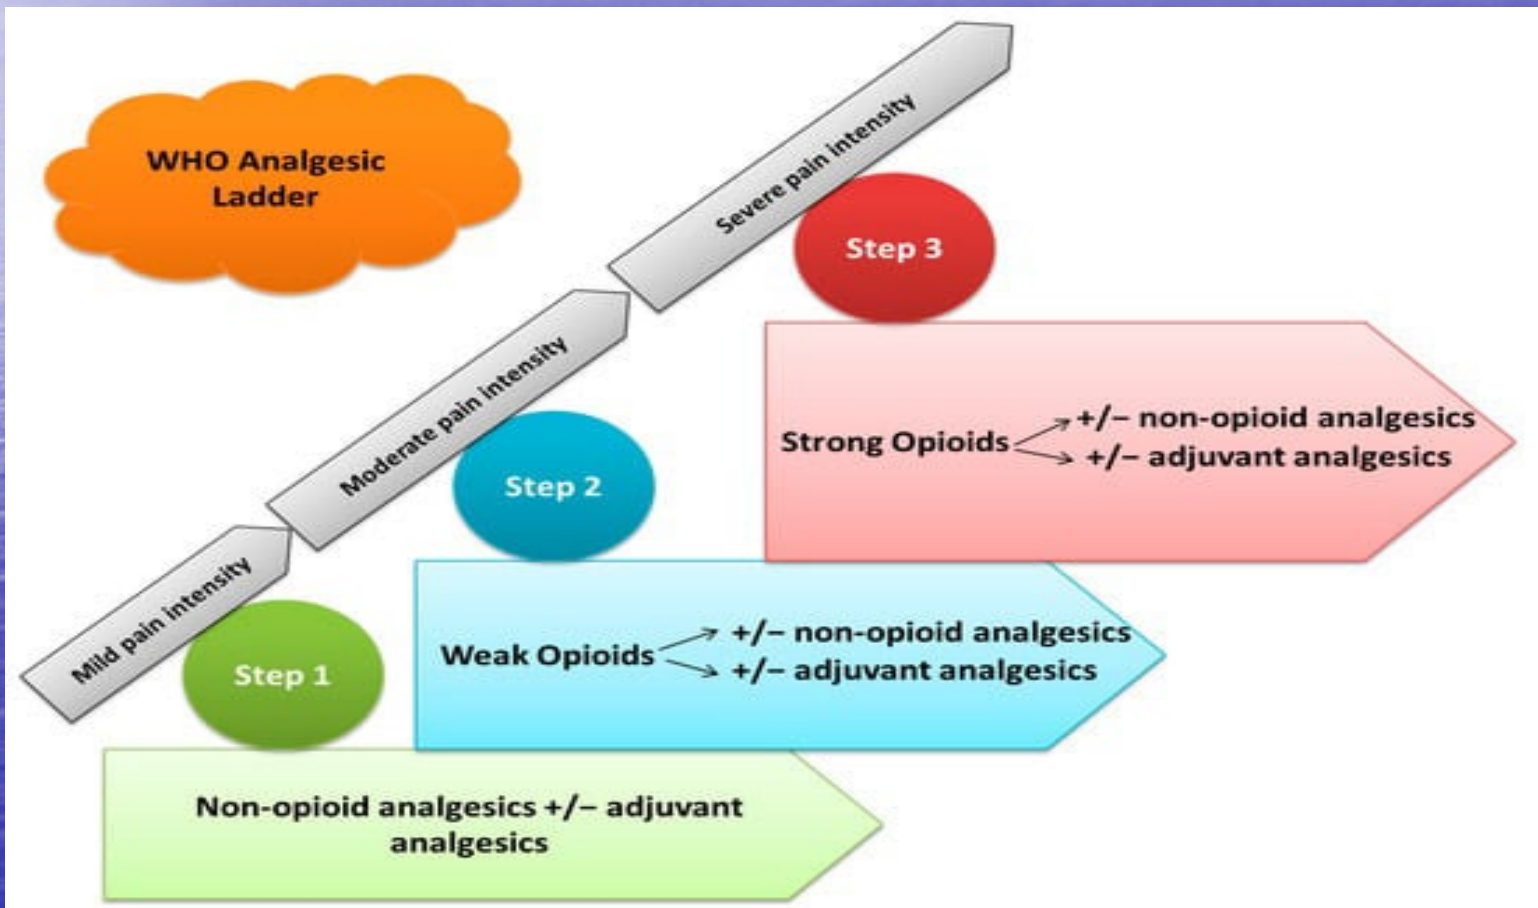 WHO Analgesic
Ladder
Severe pain intensity
Step 3
Strong Opioids
+/– non-opioid analgesics
+/– adjuvant analgesics
Moderate pain intensity
Step 2
Weak Opioids
+/– non-opioid analgesics
+/– adjuvant analgesics
Mild pain intensity
Step 1
Non-opioid analgesics +/– adjuvant
analgesics